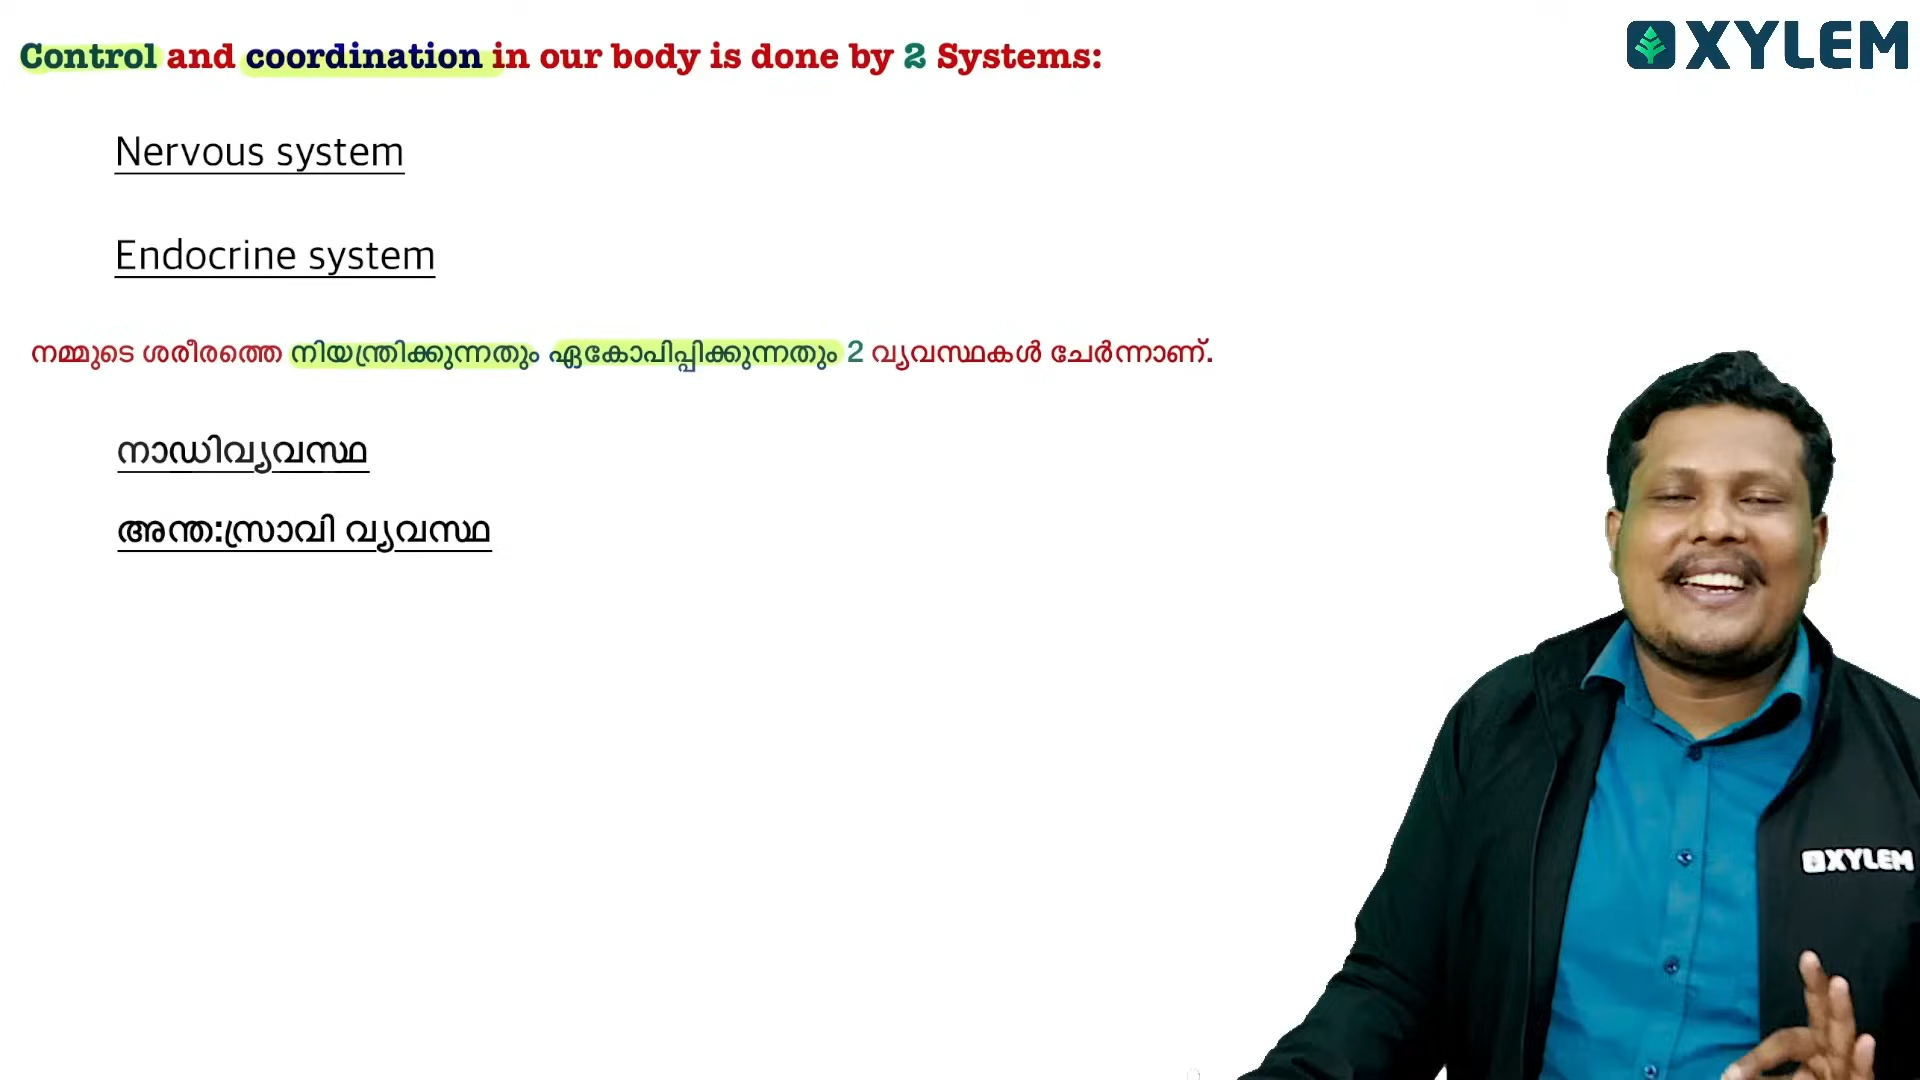 Control and coordination in our body is done by 2 Systems:
XYLEM
Nervous system
Endocrine system
നമ്മുടെ ശരീരത്തെ നിയന്ത്രിക്കുന്നതും ഏകോപിപ്പിക്കുന്നതും 2 വ്യവസ്ഥകൾ ചേർന്നാണ്.
നാഡിവ്യവസ്ഥ
അന്ത:സ്രാവി വ്യവസ്ഥ
XYLEM